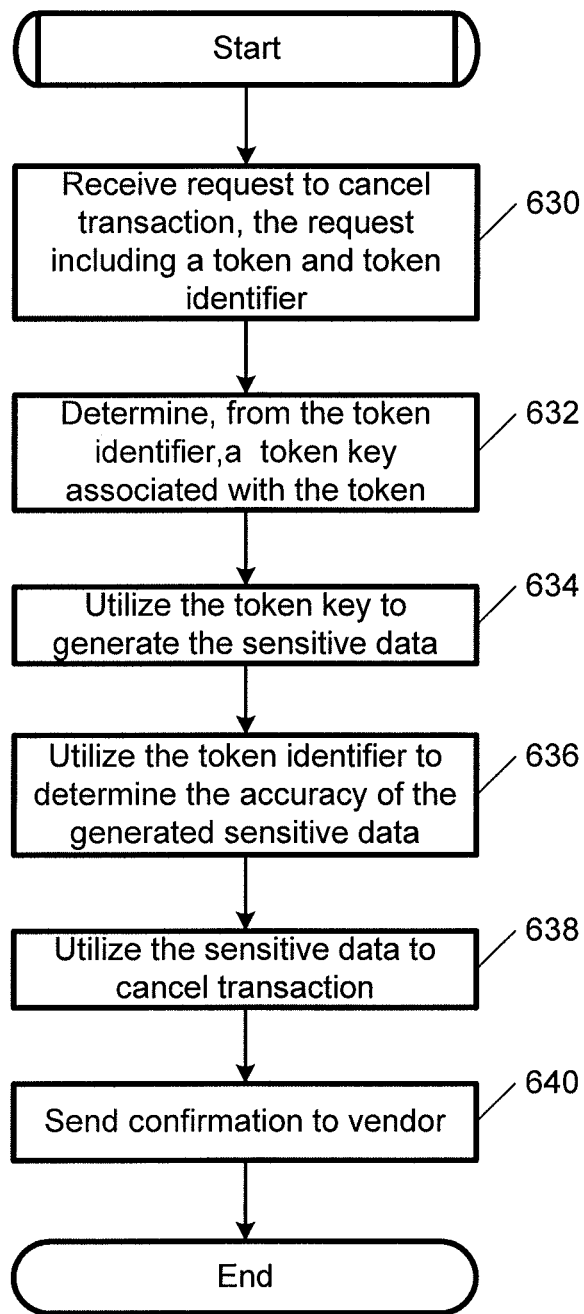 Start
Receive request to cancel
transaction, the request
including a token and token
identifier
630
Determine, from the token
identifier,a token key
associated with the token
632
Utilize the token key to
generate the sensitive data
634
Utilize the token identifier to
determine the accuracy of the
generated sensitive data
636
Utilize the sensitive data to
cancel transaction
638
Send confirmation to vendor
640
End